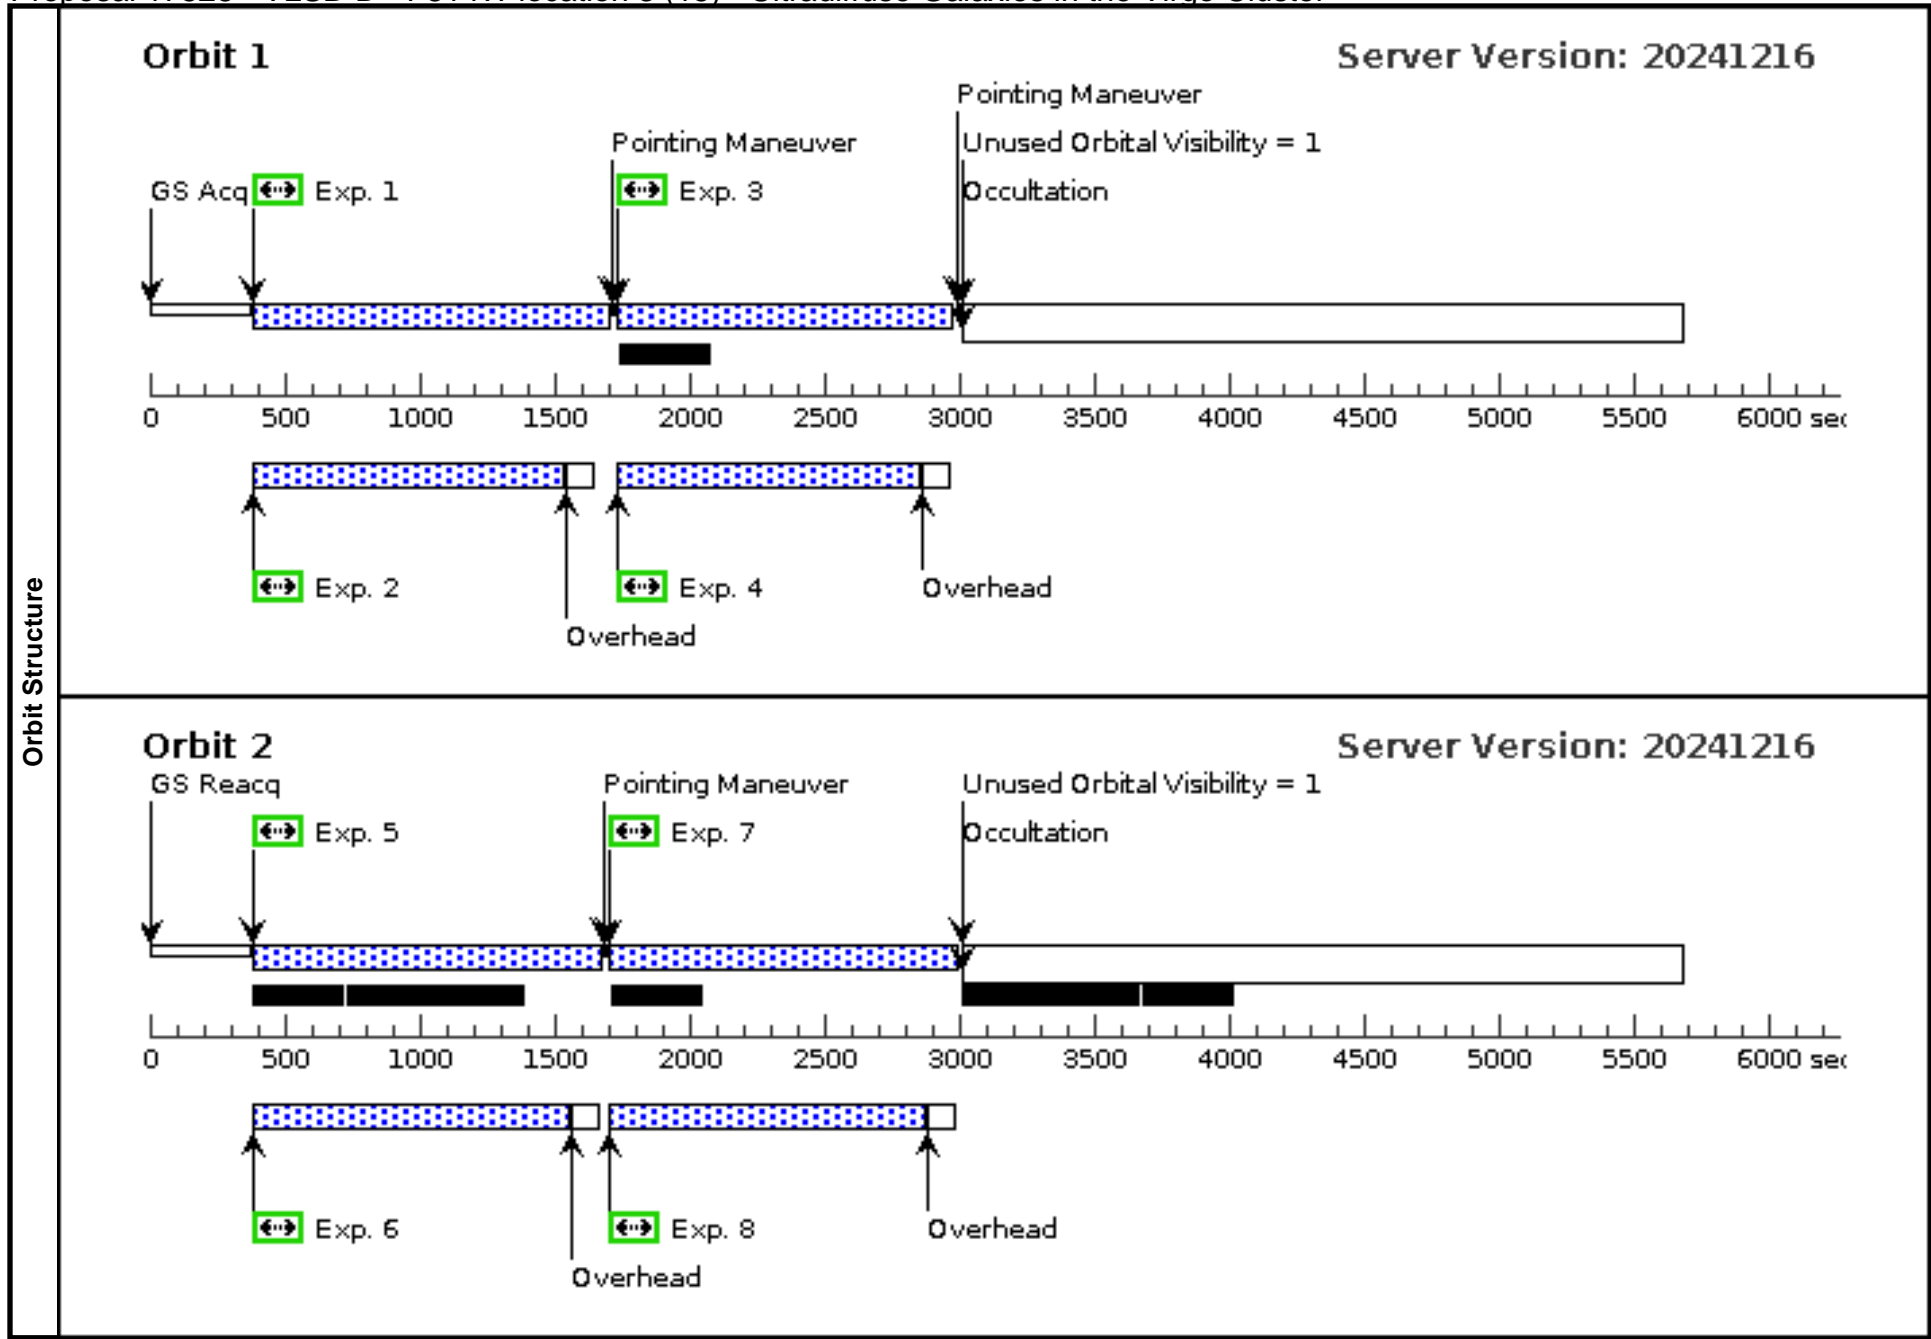 Orbit Structure
Orbit 1 Server Version: 20241216
Pointing Maneuver
Pointing Maneuver Unused Orbital Visibility = 1
GS Acq Exp. 1 Exp. 3 Occultation
0 500 1000 1500 2000 2500 3000 3500 4000 4500 5000 5500 6000
Exp. 2 Exp. 4 Overhead
Overhead
Orbit 2 Server Version: 20241216
GS Reacq Pointing Maneuver Unused Orbital Visibility = 1
Exp. 5 Exp. 7 Occultation
0 500 1000 1500 2000 2500 3000 3500 4000 4500 5000 5500 6000
Exp. 6 Exp. 8 Overhead
Overhead